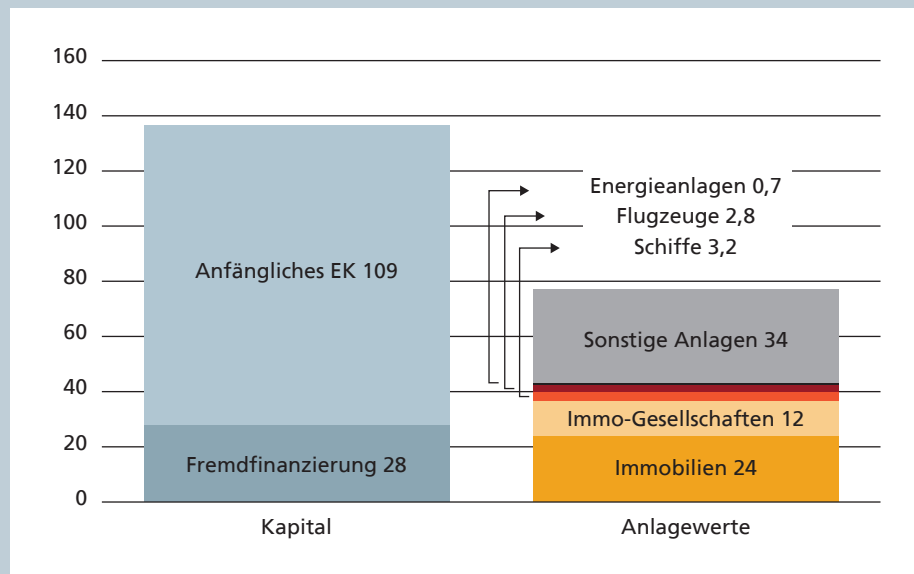 160
140
120
100
80
60
40
20
0
Anfängliches EK 109
Fremdfinanzierung 28
Kapital
Energieanlagen 0,7
Flugzeuge 2,8
Schiffe 3,2
Sonstige Anlagen 34
Immo-Gesellschaften 12
Immobilien 24
Anlagewerte